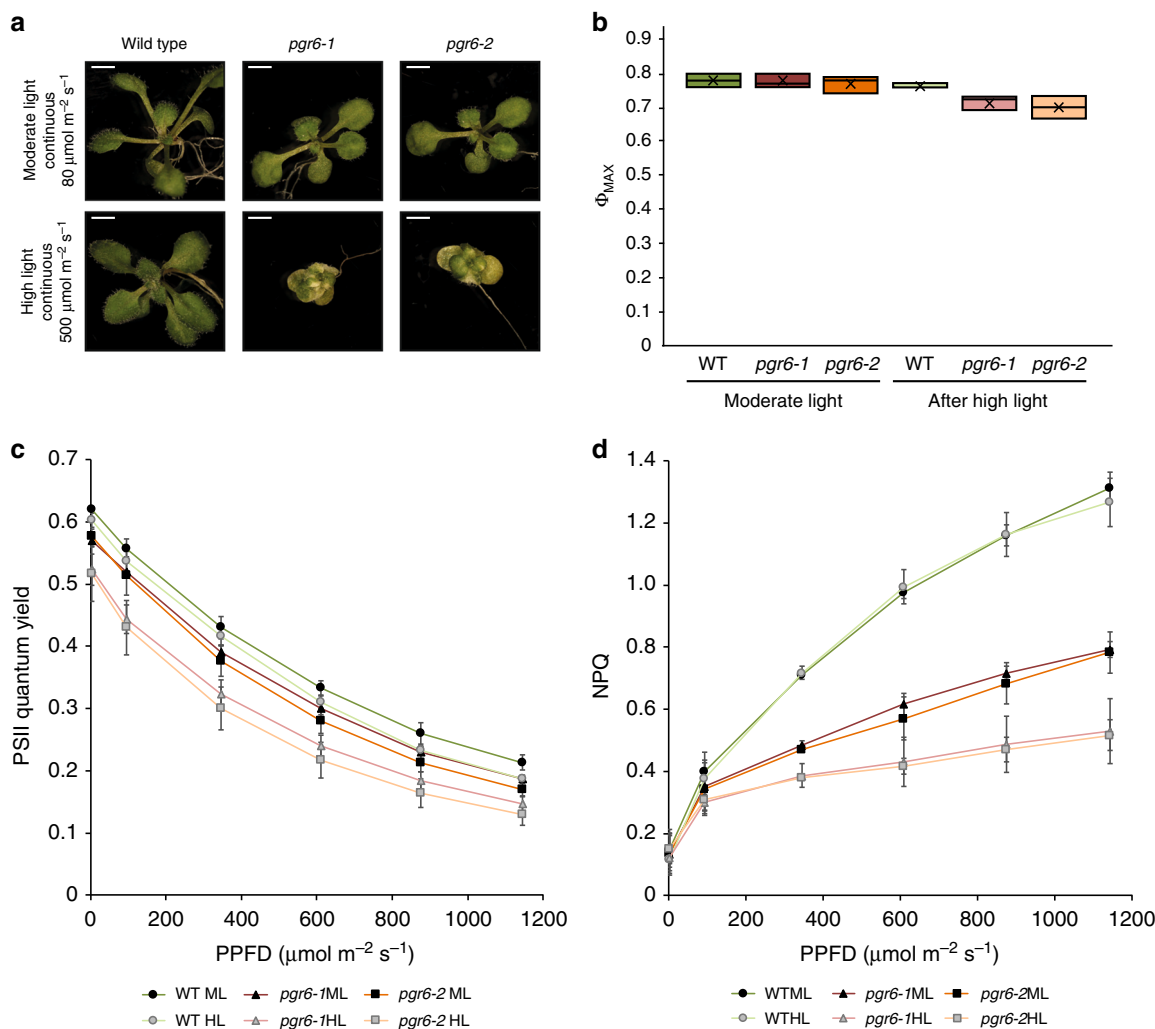 a
Wild type
pgr6-1
pgr6-2
Moderate light
continuous
80 μmol m⁻² s⁻¹
High light
continuous
500 μmol m⁻² s⁻¹
b
0.9
0.8
0.7
0.6
0.5
0.4
0.3
0.2
0.1
0
Φ_MAX
WT
pgr6-1
pgr6-2
WT
pgr6-1
pgr6-2
Moderate light
After high light
c
0.7
0.6
0.5
0.4
0.3
0.2
0.1
0
PSII quantum yield
0 200 400 600 800 1000 1200
PPFD (μmol m⁻² s⁻¹)
WT ML
pgr6-1ML
pgr6-2 ML
WT HL
pgr6-1HL
pgr6-2 HL
d
1.4
1.2
1.0
0.8
0.6
0.4
0.2
0
NPQ
0 200 400 600 800 1000 1200
PPFD (μmol m⁻² s⁻¹)
WTML
pgr6-1ML
pgr6-2ML
WTHL
pgr6-1HL
pgr6-2HL